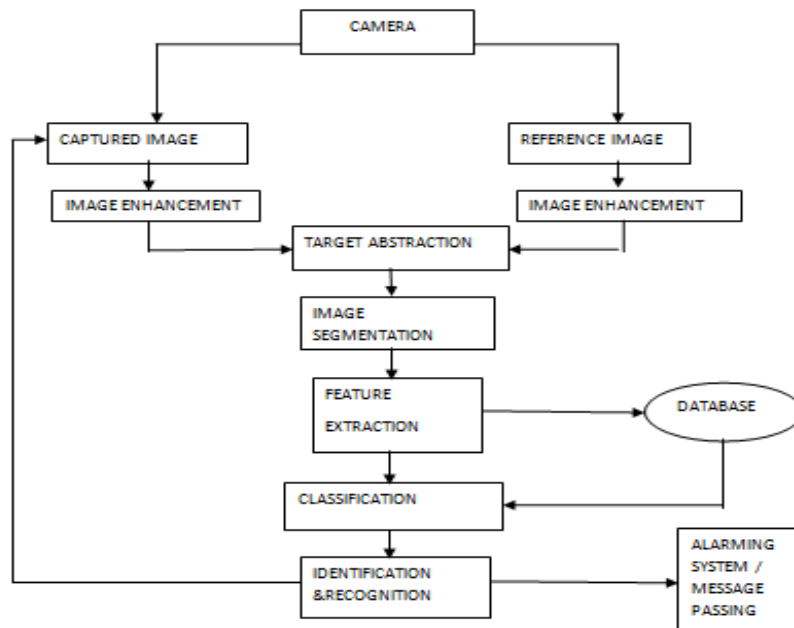 CAMERA
CAPTURED IMAGE
REFERENCE IMAGE
IMAGE ENHANCEMENT
IMAGE ENHANCEMENT
TARGET ABSTRACTION
IMAGE
SEGMENTATION
FEATURE
EXTRACTION
DATABASE
CLASSIFICATION
IDENTIFICATION
&RECOGNITION
ALARMING
SYSTEM /
MESSAGE
PASSING